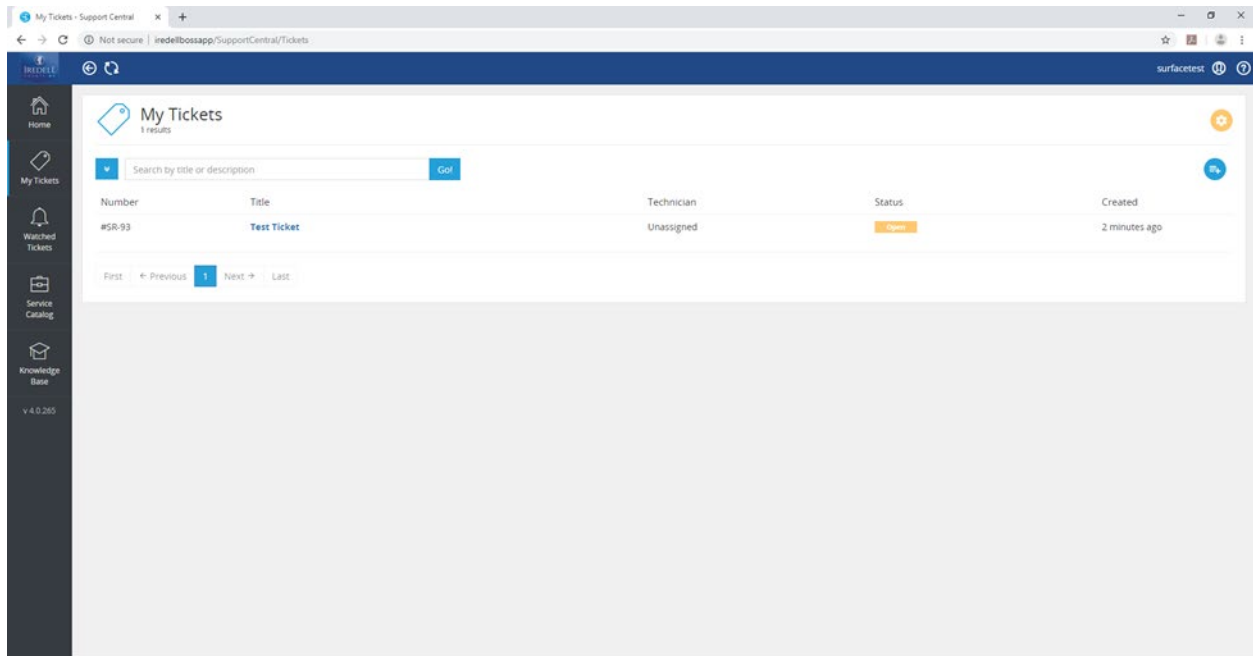 My Tickets - Support Central
Not secure | iredellbossapp/SupportCentral/Tickets
IREDELL
surfacetest
Home
My Tickets
Watched
Tickets
Service
Catalog
Knowledge
Base
v 4.0.265
My Tickets
1 results
Search by title or description Go!
Number Title Technician Status Created
#SR-93 Test Ticket Unassigned Open 2 minutes ago
First ← Previous 1 Next → Last